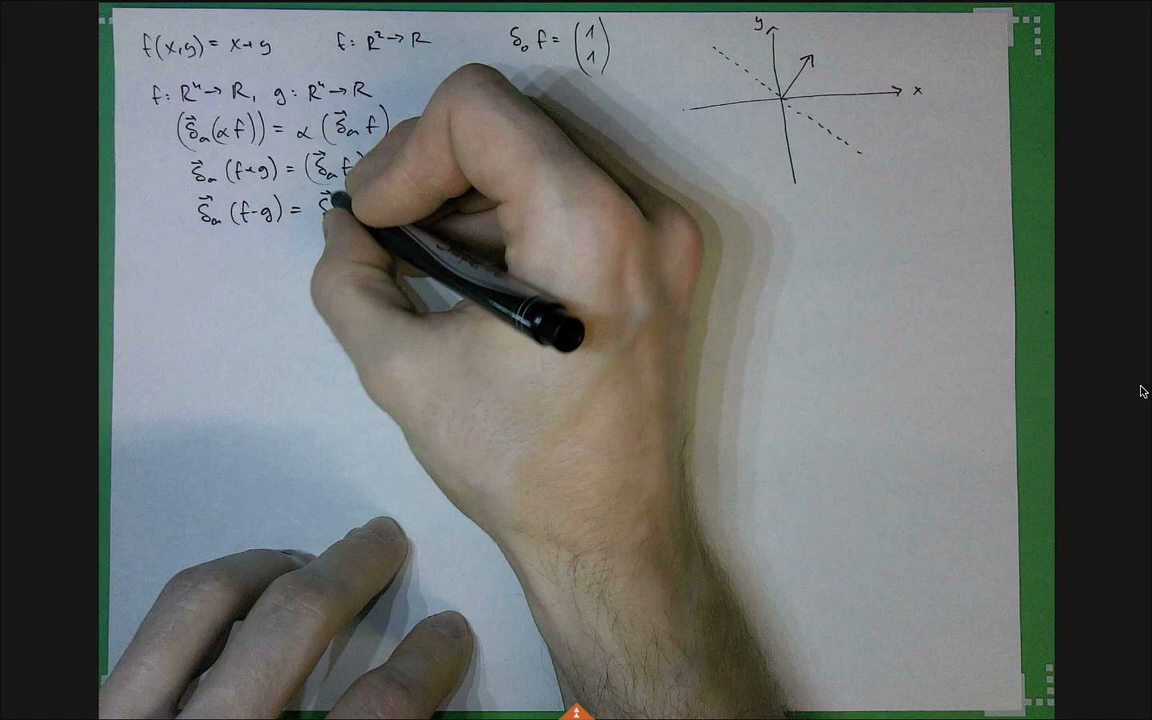 f(x,y) = x+y   f: R² → R   δ₀ f = (1 1)   y
x
f: Rⁿ → R, g: Rⁿ → R
(δ⃗ₐ(αf)) = α (δ⃗ₐ f)
δ⃗ₐ (f+g) = (δ⃗ₐ f)
δ⃗ₐ (f·g) =